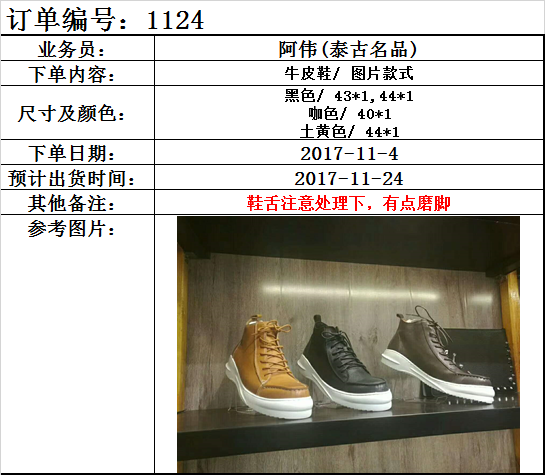 订单编号：1124
业务员： 阿伟(泰古名品)
下单内容： 牛皮鞋/ 图片款式
尺寸及颜色： 黑色/ 43*1,44*1
咖色/ 40*1
土黄色/ 44*1
下单日期： 2017-11-4
预计出货时间： 2017-11-24
其他备注： 鞋舌注意处理下，有点磨脚
参考图片：